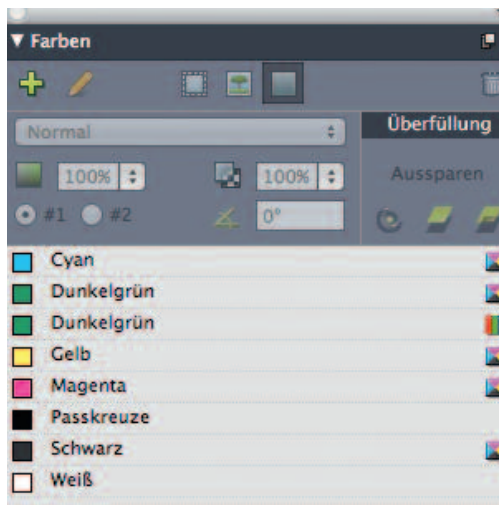 Farben
Normal
Überfüllung
100%
100%
Aussparen
#1 #2
0°
Cyan
Dunkelgrün
Dunkelgrün
Gelb
Magenta
Passkreuze
Schwarz
Weiß